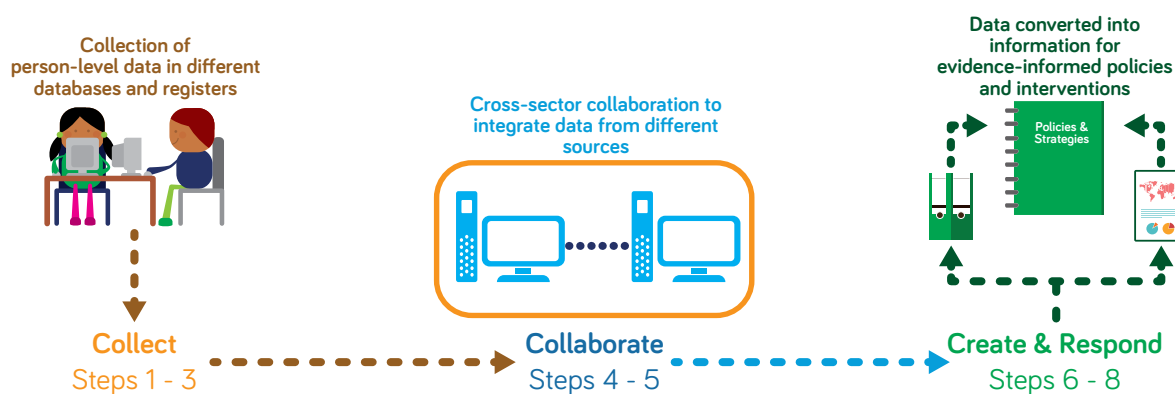 Collection of
person-level data in different
databases and registers
Cross-sector collaboration to
integrate data from different
sources
Data converted into
information for
evidence-informed policies
and interventions
Policies &
Strategies
Collect
Steps 1 - 3
Collaborate
Steps 4 - 5
Create & Respond
Steps 6 - 8